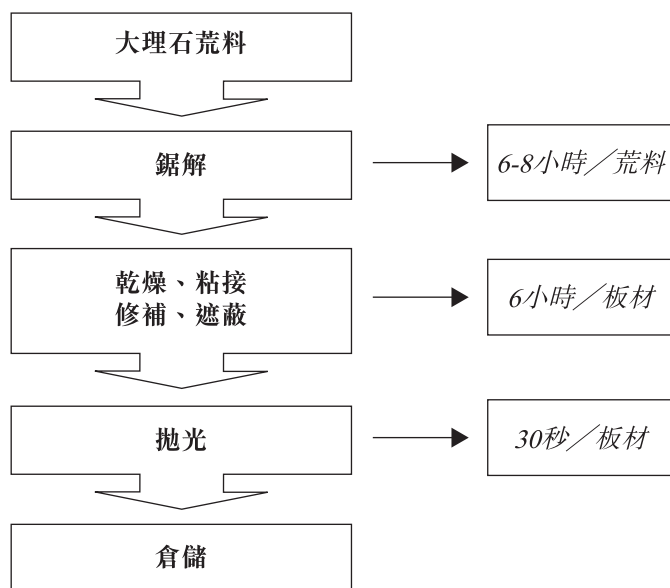 大理石荒料
鋸解
6-8小時／荒料
乾燥、粘接
修補、遮蔽
6小時／板材
拋光
30秒／板材
倉儲